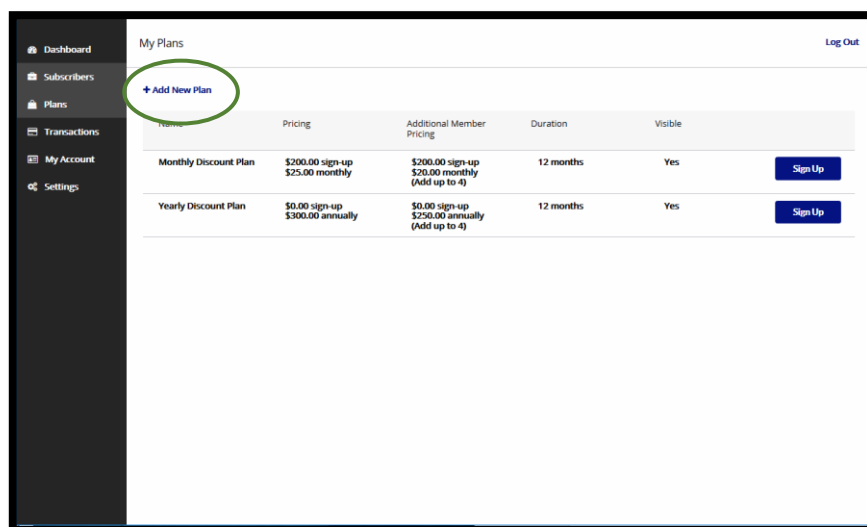 Dashboard
Subscribers
Plans
Transactions
My Account
Settings
My Plans
Log Out
+ Add New Plan
Name Pricing Additional Member Pricing Duration Visible
Monthly Discount Plan $200.00 sign-up $200.00 sign-up 12 months Yes Sign Up
$25.00 monthly $20.00 monthly
(Add up to 4)
Yearly Discount Plan $0.00 sign-up $0.00 sign-up 12 months Yes Sign Up
$300.00 annually $250.00 annually
(Add up to 4)